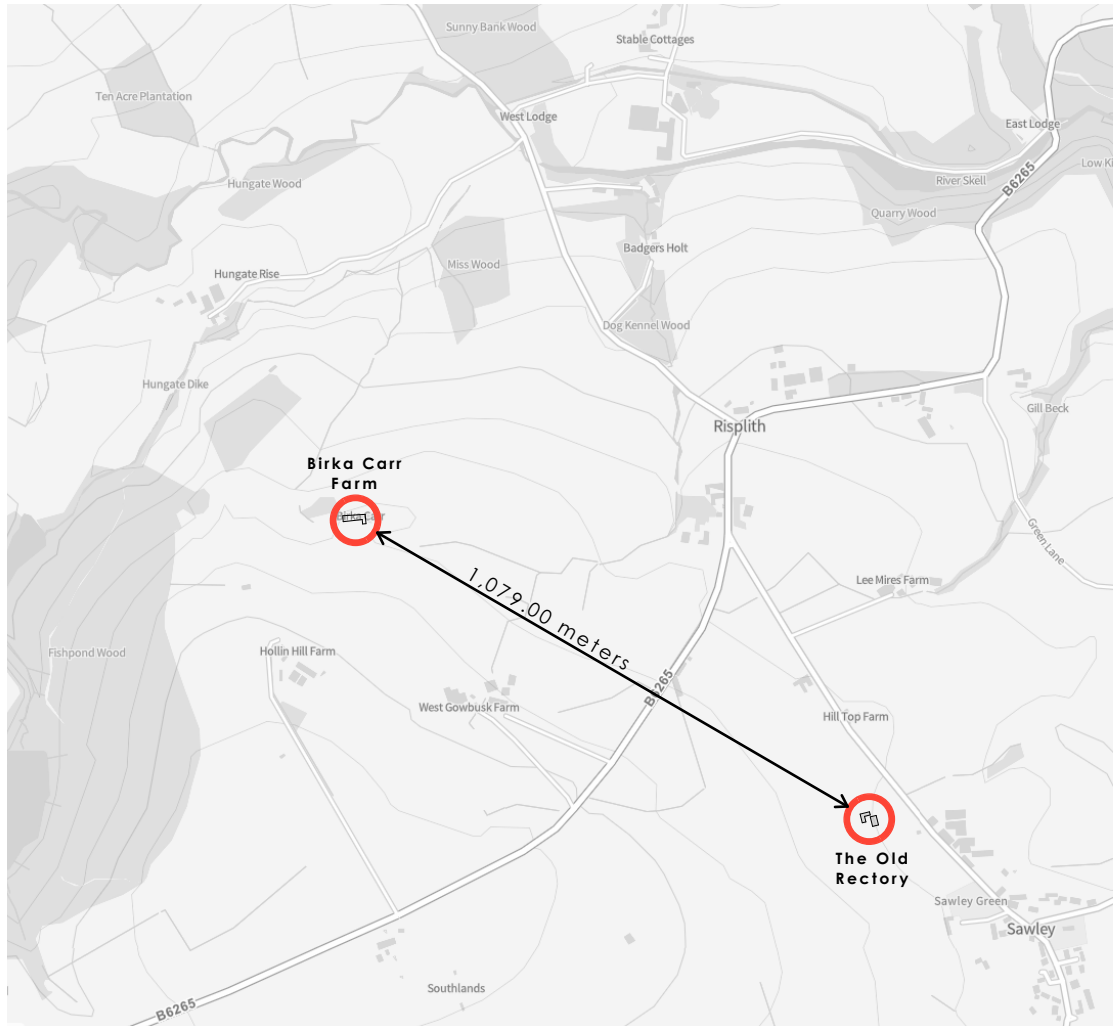 Sunny Bank Wood
Stable Cottages
Ten Acre Plantation
West Lodge
East Lodge
Low Ki
B6265
River Skell
Hungate Wood
Quarry Wood
Badgers Holt
Miss Wood
Hungate Rise
Dog Kennel Wood
Hungate Dike
Gill Beck
Risplith
Birka Carr
Farm
Birka Carr
Green Lane
1,079.00 meters
Lee Mires Farm
Fishpond Wood
Hollin Hill Farm
B6265
West Gowbusk Farm
Hill Top Farm
The Old
Rectory
Sawley Green
Sawley
Southlands
B6265